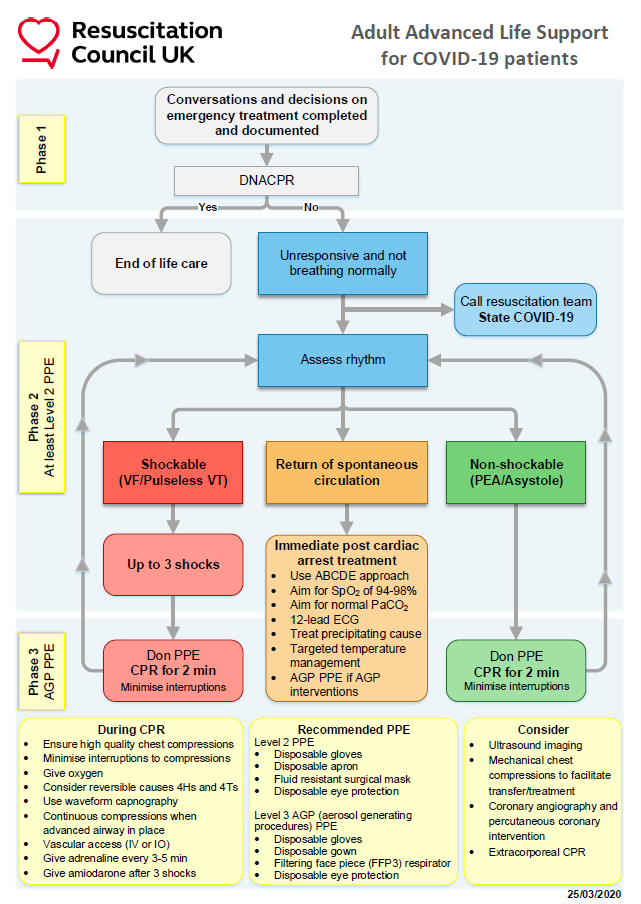 Resuscitation
Council UK
Adult Advanced Life Support
for COVID-19 patients
Phase 1
Conversations and decisions on
emergency treatment completed
and documented
DNACPR
Yes
No
Phase 2
At least Level 2 PPE
End of life care
Unresponsive and not
breathing normally
Call resuscitation team
State COVID-19
Assess rhythm
Shockable
(VF/Pulseless VT)
Return of spontaneous
circulation
Non-shockable
(PEA/Asystole)
Up to 3 shocks
Immediate post cardiac
arrest treatment
• Use ABCDE approach
• Aim for SpO₂ of 94-98%
• Aim for normal PaCO₂
• 12-lead ECG
• Treat precipitating cause
• Targeted temperature
management
• AGP PPE if AGP
interventions
Phase 3
AGP PPE
Don PPE
CPR for 2 min
Minimise interruptions
Don PPE
CPR for 2 min
Minimise interruptions
During CPR
• Ensure high quality chest compressions
• Minimise interruptions to compressions
• Give oxygen
• Consider reversible causes 4Hs and 4Ts
• Use waveform capnography
• Continuous compressions when
advanced airway in place
• Vascular access (IV or IO)
• Give adrenaline every 3-5 min
• Give amiodarone after 3 shocks
Recommended PPE
Level 2 PPE
• Disposable gloves
• Disposable apron
• Fluid resistant surgical mask
• Disposable eye protection
Level 3 AGP (aerosol generating
procedures) PPE
• Disposable gloves
• Disposable gown
• Filtering face piece (FFP3) respirator
• Disposable eye protection
Consider
• Ultrasound imaging
• Mechanical chest
compressions to facilitate
transfer/treatment
• Coronary angiography and
percutaneous coronary
intervention
• Extracorporeal CPR
25/03/2020